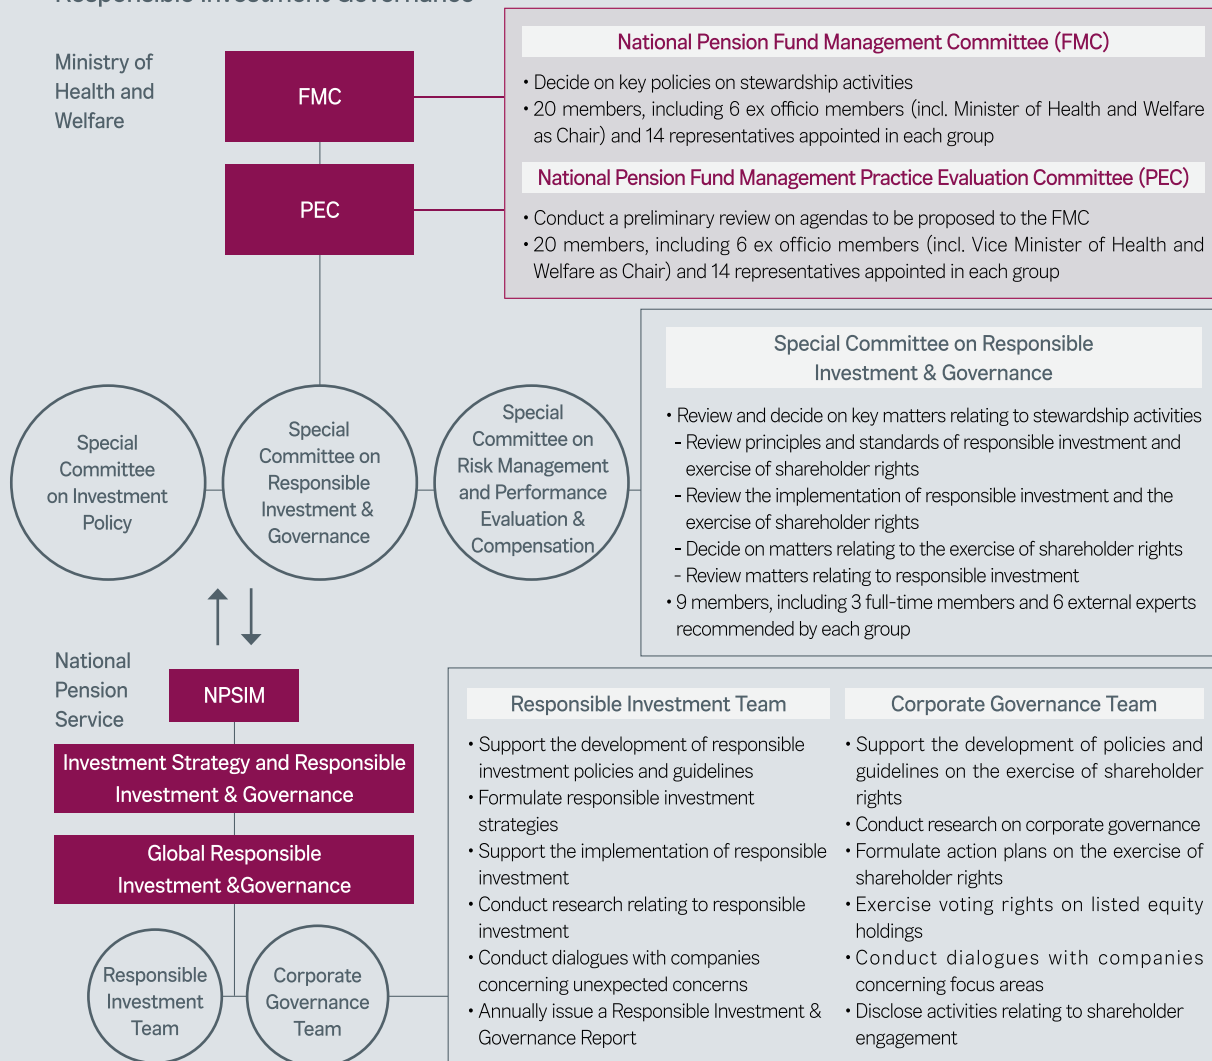 Responsible Investment Governance
Ministry of
Health and
Welfare
FMC
PEC
National Pension Fund Management Committee (FMC)
• Decide on key policies on stewardship activities
• 20 members, including 6 ex officio members (incl. Minister of Health and Welfare
as Chair) and 14 representatives appointed in each group
National Pension Fund Management Practice Evaluation Committee (PEC)
• Conduct a preliminary review on agendas to be proposed to the FMC
• 20 members, including 6 ex officio members (incl. Vice Minister of Health and
Welfare as Chair) and 14 representatives appointed in each group
Special
Committee
on Investment
Policy
Special
Committee on
Responsible
Investment &
Governance
Special
Committee on
Risk Management
and Performance
Evaluation &
Compensation
Special Committee on Responsible
Investment & Governance
• Review and decide on key matters relating to stewardship activities
- Review principles and standards of responsible investment and
exercise of shareholder rights
- Review the implementation of responsible investment and the
exercise of shareholder rights
- Decide on matters relating to the exercise of shareholder rights
- Review matters relating to responsible investment
• 9 members, including 3 full-time members and 6 external experts
recommended by each group
National
Pension
Service
NPSIM
Investment Strategy and Responsible
Investment & Governance
Global Responsible
Investment &Governance
Responsible
Investment
Team
Corporate
Governance
Team
Responsible Investment Team
• Support the development of responsible
investment policies and guidelines
• Formulate responsible investment
strategies
• Support the implementation of responsible
investment
• Conduct research relating to responsible
investment
• Conduct dialogues with companies
concerning unexpected concerns
• Annually issue a Responsible Investment &
Governance Report
Corporate Governance Team
• Support the development of policies and
guidelines on the exercise of shareholder
rights
• Conduct research on corporate governance
• Formulate action plans on the exercise of
shareholder rights
• Exercise voting rights on listed equity
holdings
• Conduct dialogues with companies
concerning focus areas
• Disclose activities relating to shareholder
engagement